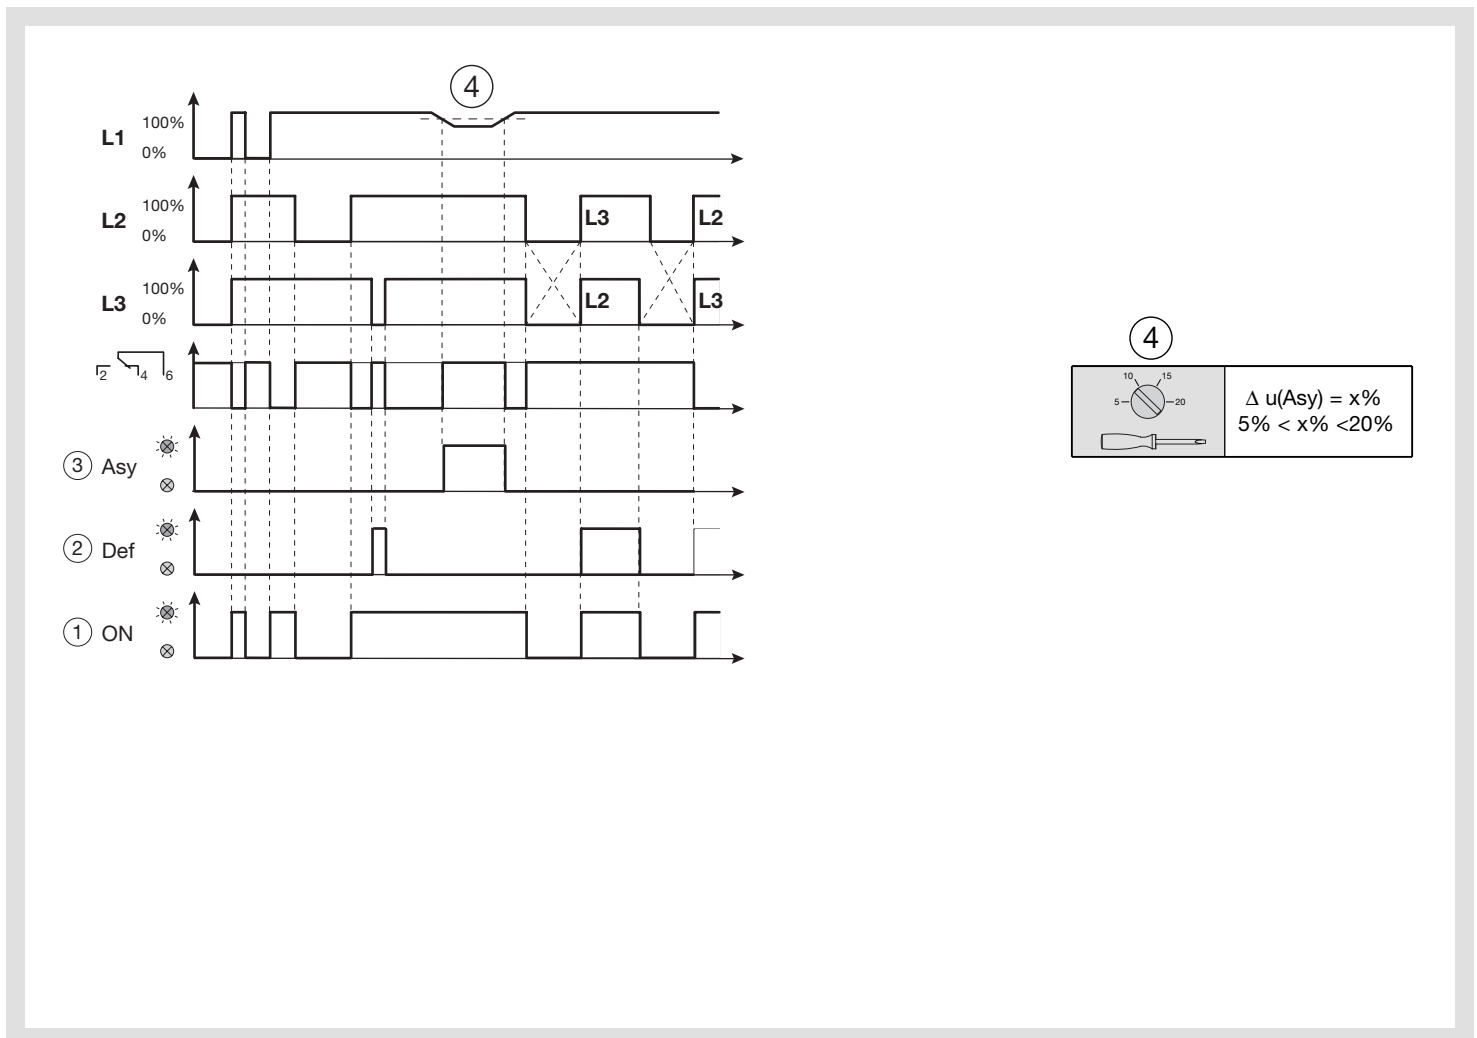 4
L1
100%
0%
L2
100%
0%
L3
L2
L3
100%
0%
L2
L3
2
4
6
3 Asy
2 Def
1 ON
4
10
15
5
20
Δ u(Asy) = x%
5% < x% <20%